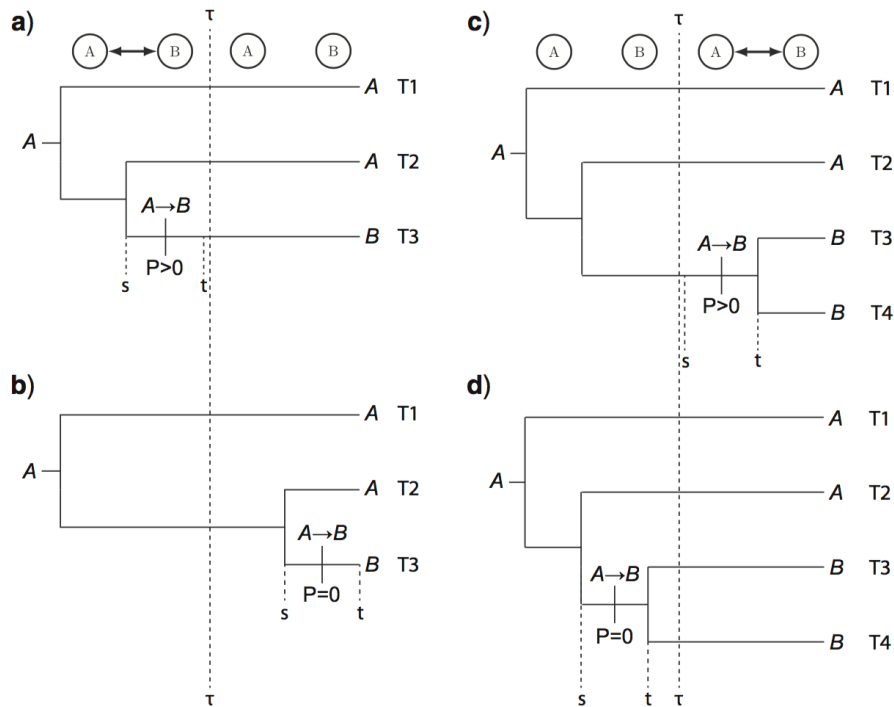 a)
τ
A B A B
A T1
A
A T2
A→B
B T3
P>0
s t
b)
A T1
A
A T2
A→B
B T3
P=0
s t
τ
c)
τ
A B A B
A T1
A
A T2
A→B
B T3
P>0
B T4
s t
d)
A T1
A
A T2
A→B
B T3
P=0
B T4
s t τ